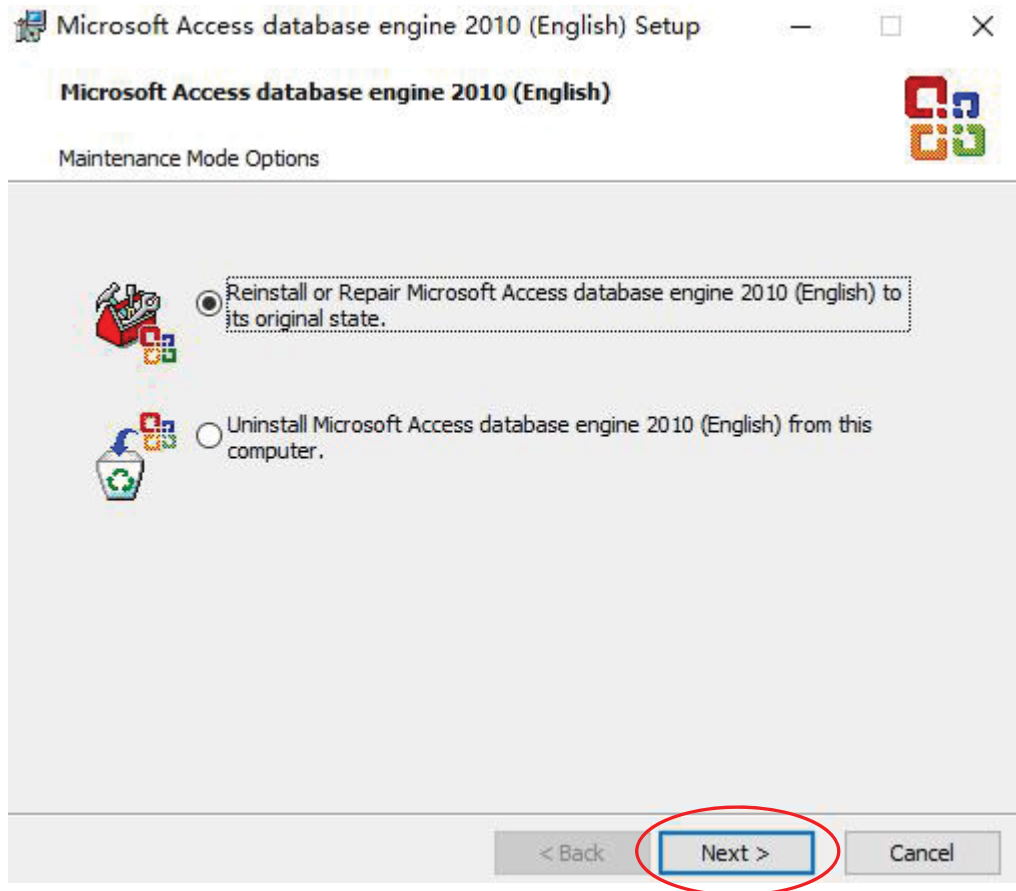 Microsoft Access database engine 2010 (English) Setup
Microsoft Access database engine 2010 (English)
Maintenance Mode Options
Reinstall or Repair Microsoft Access database engine 2010 (English) to
its original state.
Uninstall Microsoft Access database engine 2010 (English) from this
computer.
< Back
Next >
Cancel